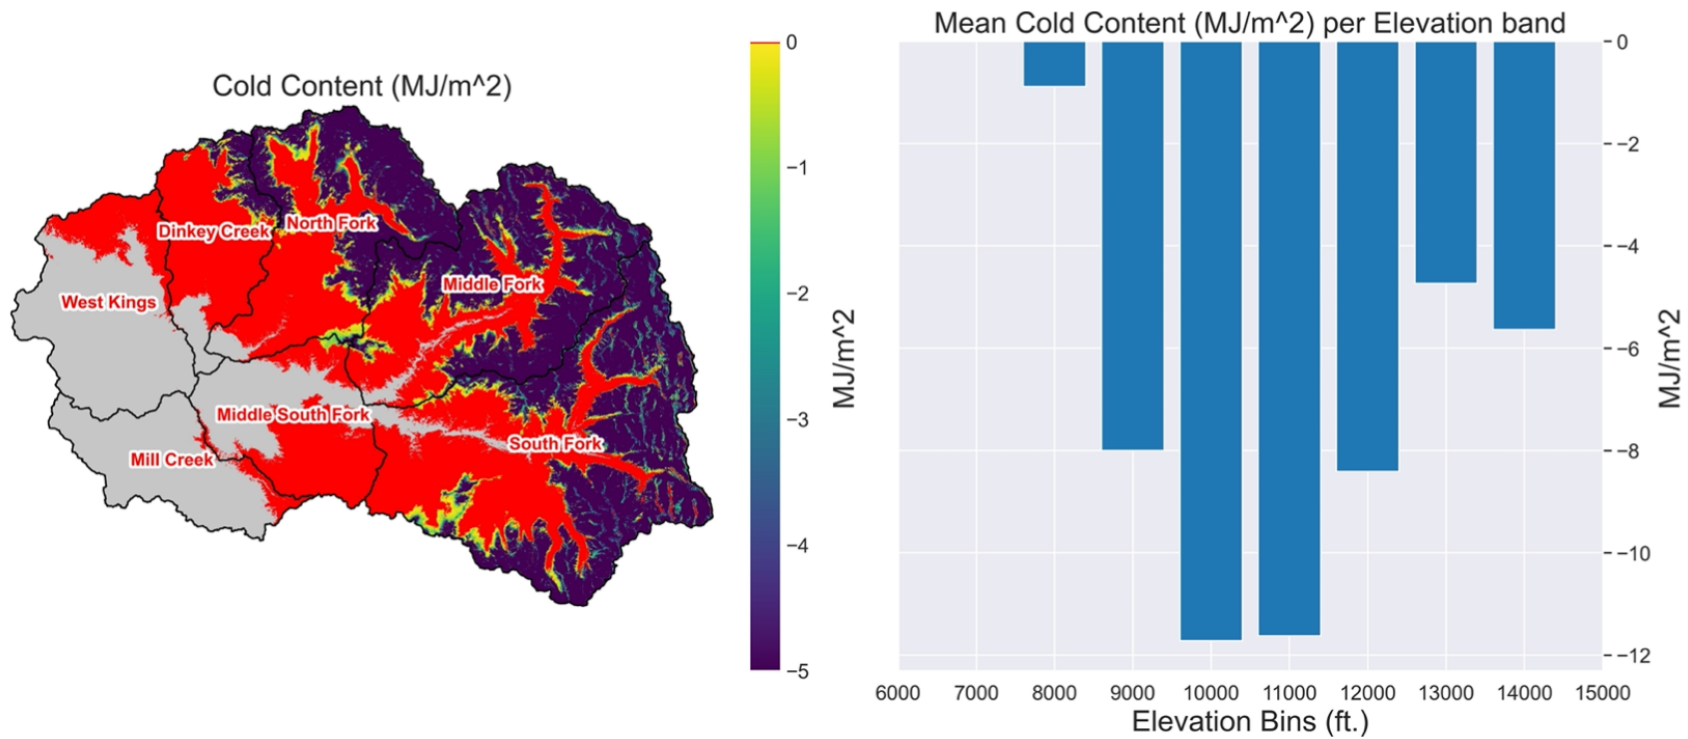 Cold Content (MJ/m^2)
Dinkey Creek
North Fork
Middle Fork
West Kings
Middle South Fork
South Fork
Mill Creek
0
−1
−2
−3
−4
−5
MJ/m^2
Mean Cold Content (MJ/m^2) per Elevation band
0
−2
−4
−6
−8
−10
−12
MJ/m^2
6000 7000 8000 9000 10000 11000 12000 13000 14000 15000
Elevation Bins (ft.)